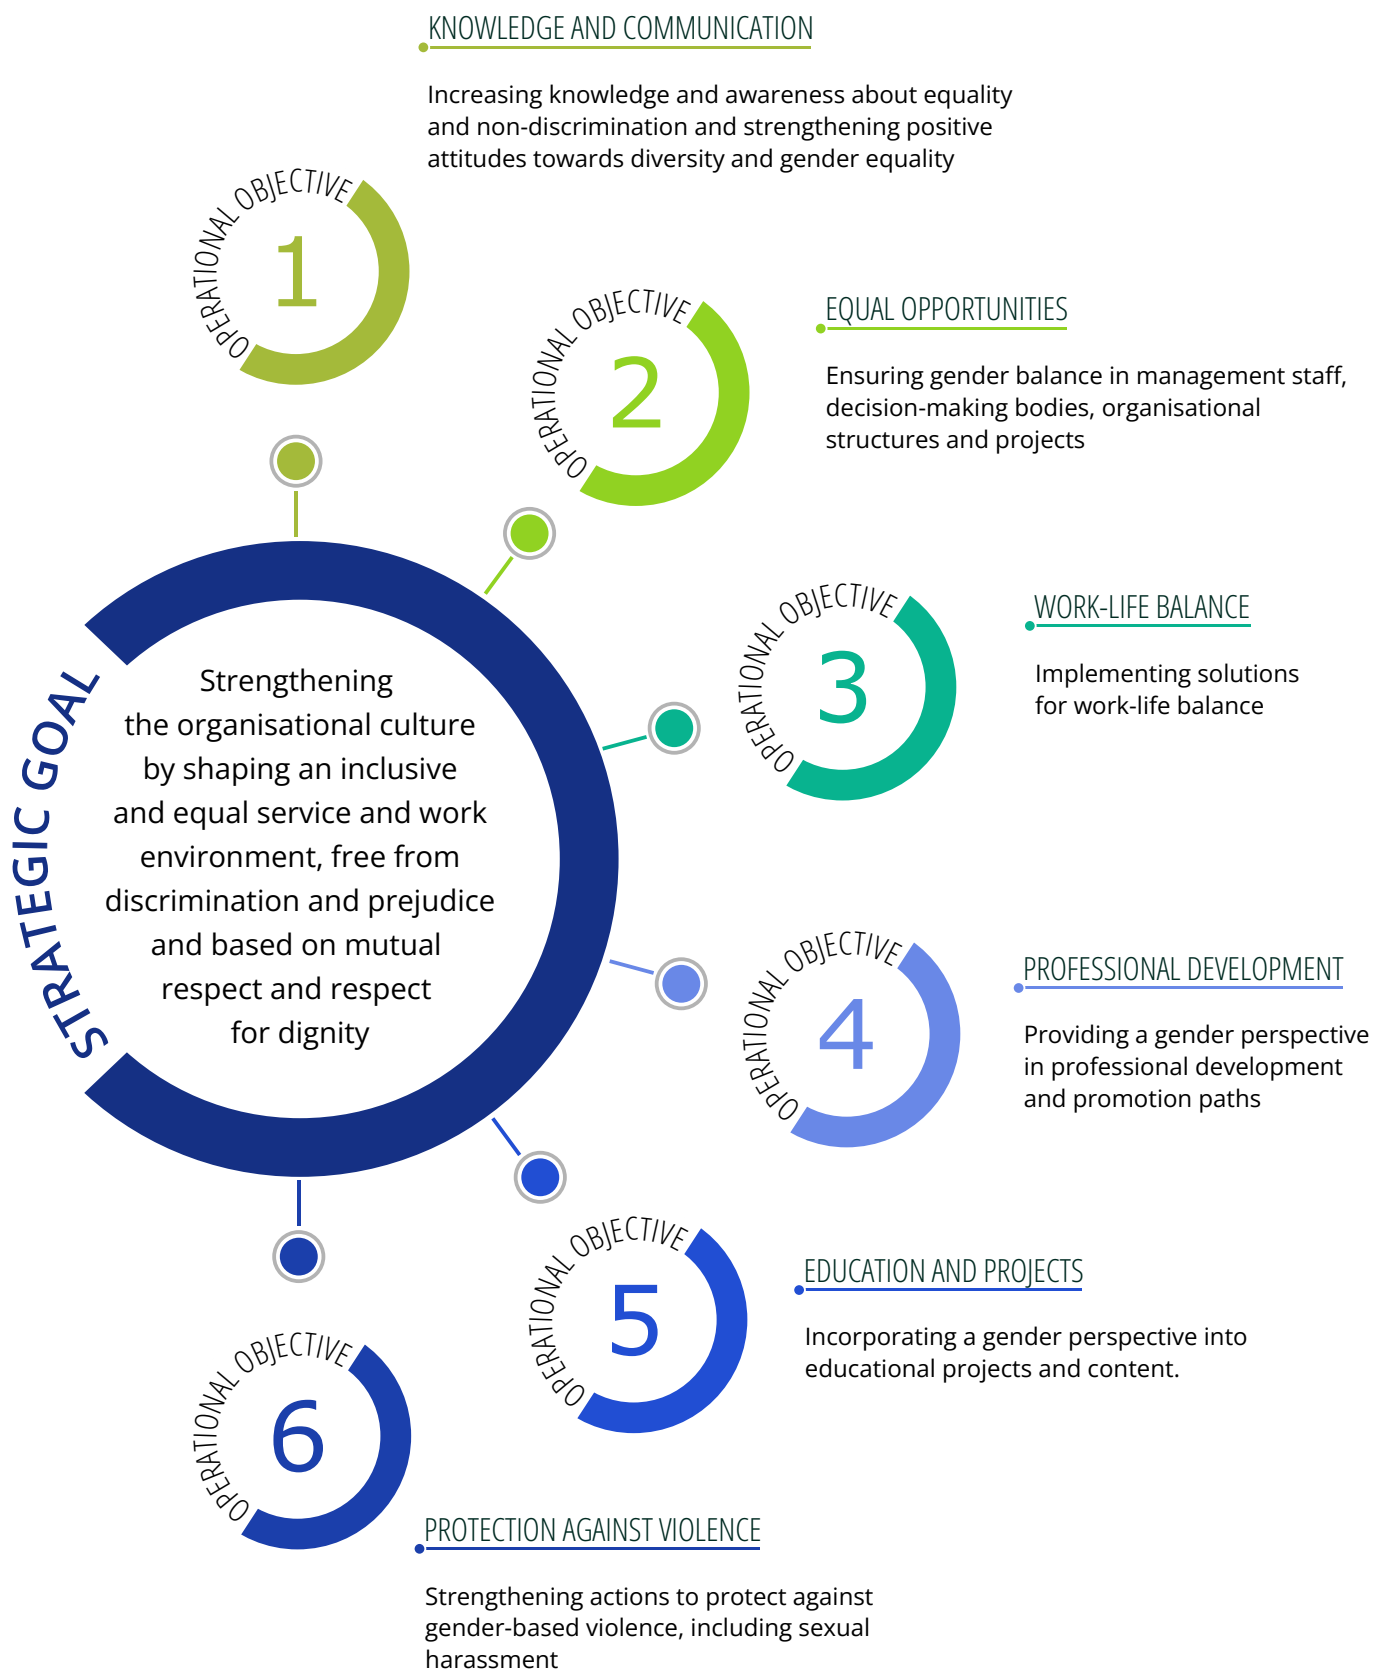 KNOWLEDGE AND COMMUNICATION
Increasing knowledge and awareness about equality
and non-discrimination and strengthening positive
attitudes towards diversity and gender equality
OPERATIONAL OBJECTIVE
1
EQUAL OPPORTUNITIES
Ensuring gender balance in management staff,
decision-making bodies, organisational
structures and projects
OPERATIONAL OBJECTIVE
2
WORK-LIFE BALANCE
Implementing solutions
for work-life balance
OPERATIONAL OBJECTIVE
3
STRATEGIC GOAL
Strengthening
the organisational culture
by shaping an inclusive
and equal service and work
environment, free from
discrimination and prejudice
and based on mutual
respect and respect
for dignity
OPERATIONAL OBJECTIVE
4
PROFESSIONAL DEVELOPMENT
Providing a gender perspective
in professional development
and promotion paths
OPERATIONAL OBJECTIVE
5
EDUCATION AND PROJECTS
Incorporating a gender perspective into
educational projects and content.
OPERATIONAL OBJECTIVE
6
PROTECTION AGAINST VIOLENCE
Strengthening actions to protect against
gender-based violence, including sexual
harassment